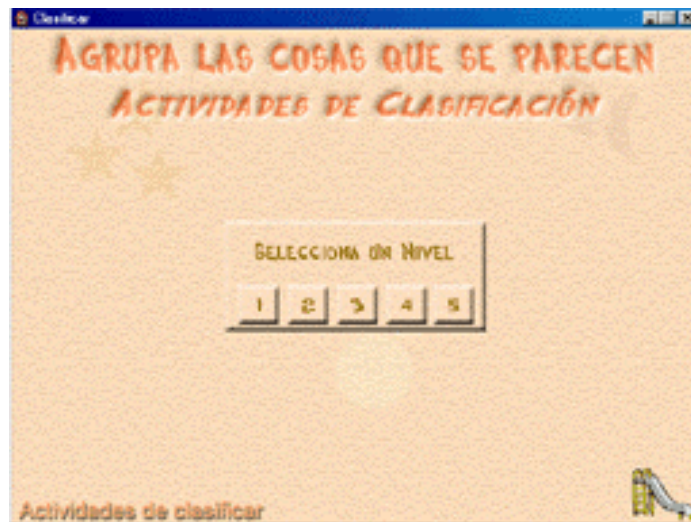 Clasificar
AGRUPA LAS COSAS QUE SE PARECEN
ACTIVIDADES DE CLASIFICACIÓN
SELECCIONA UN NIVEL
1 2 3 4 5
Actividades de clasificar